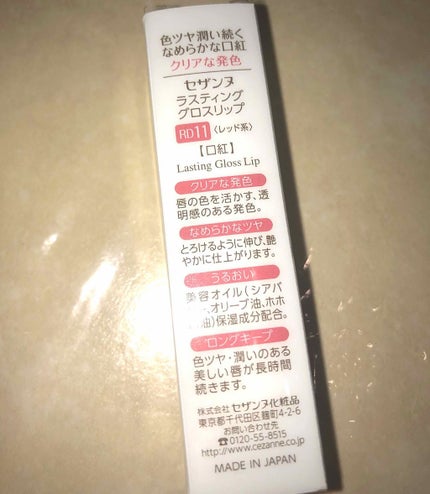 色ツヤ潤い続く
なめらかな口紅
クリアな発色
セザンヌ
ラスティング
グロスリップ
RD11 〈レッド系〉
【口紅】
Lasting Gloss Lip
クリアな発色
唇の色を活かす、透
明感のある発色。
なめらかなツヤ
とろけるように伸び、艶
やかに仕上がります。
うるおい
美容オイル(シアバ
、オリーブ油、ホホ
油)保湿成分配合。
ロングキープ
色ツヤ・潤いのある
美しい唇が長時間
続きます。
株式会社 セザンヌ化粧品
東京都千代田区麹町4-2-6
お問い合わせ先
0120-55-8515
http://www.cezanne.co.jp
MADE IN JAPAN